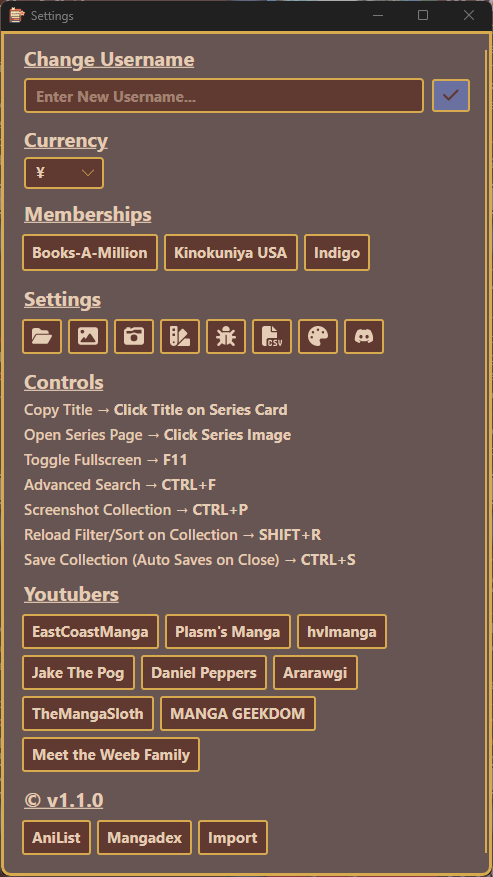 Settings
Change Username
Enter New Username...
Currency
¥
Memberships
Books-A-Million Kinokuniya USA Indigo
Settings
CSV
Controls
Copy Title → Click Title on Series Card
Open Series Page → Click Series Image
Toggle Fullscreen → F11
Advanced Search → CTRL+F
Screenshot Collection → CTRL+P
Reload Filter/Sort on Collection → SHIFT+R
Save Collection (Auto Saves on Close) → CTRL+S
Youtubers
EastCoastManga Plasm's Manga hvlmanga
Jake The Pog Daniel Peppers Ararawgi
TheMangaSloth MANGA GEEKDOM
Meet the Weeb Family
© v1.1.0
AniList Mangadex Import